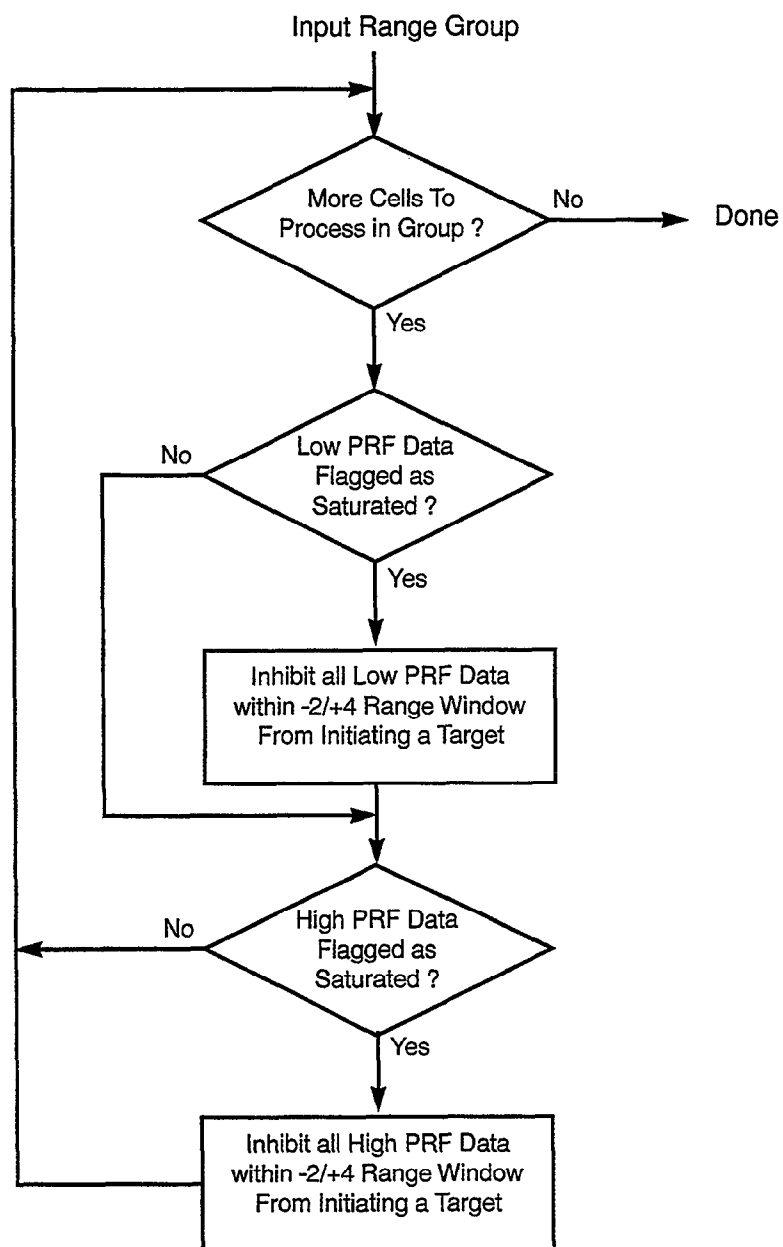 Input Range Group
More Cells To
Process in Group ?
No
Done
Yes
Low PRF Data
Flagged as
Saturated ?
No
Yes
Inhibit all Low PRF Data
within -2/+4 Range Window
From Initiating a Target
High PRF Data
Flagged as
Saturated ?
No
Yes
Inhibit all High PRF Data
within -2/+4 Range Window
From Initiating a Target